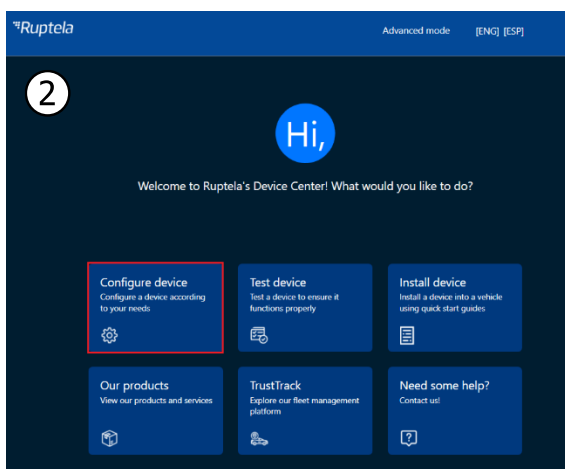 Ruptela
Advanced mode [ENG] [ESP]
2
Hi,
Welcome to Ruptela's Device Center! What would you like to do?
Configure device
Configure a device according
to your needs
Test device
Test a device to ensure it
functions properly
Install device
Install a device into a vehicle
using quick start guides
Our products
View our products and services
TrustTrack
Explore our fleet management
platform
Need some help?
Contact us!